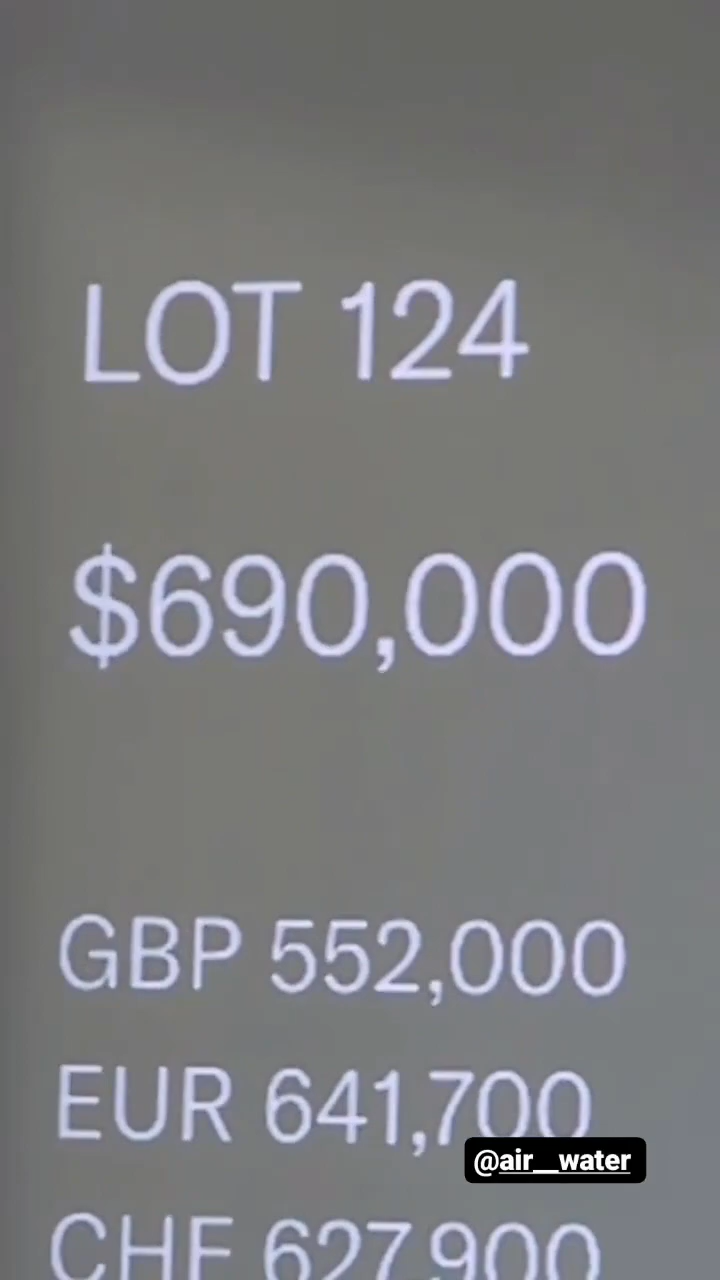 LOT 124
$690,000
GBP 552,000
EUR 641,700
@air__water
CHF 627,900